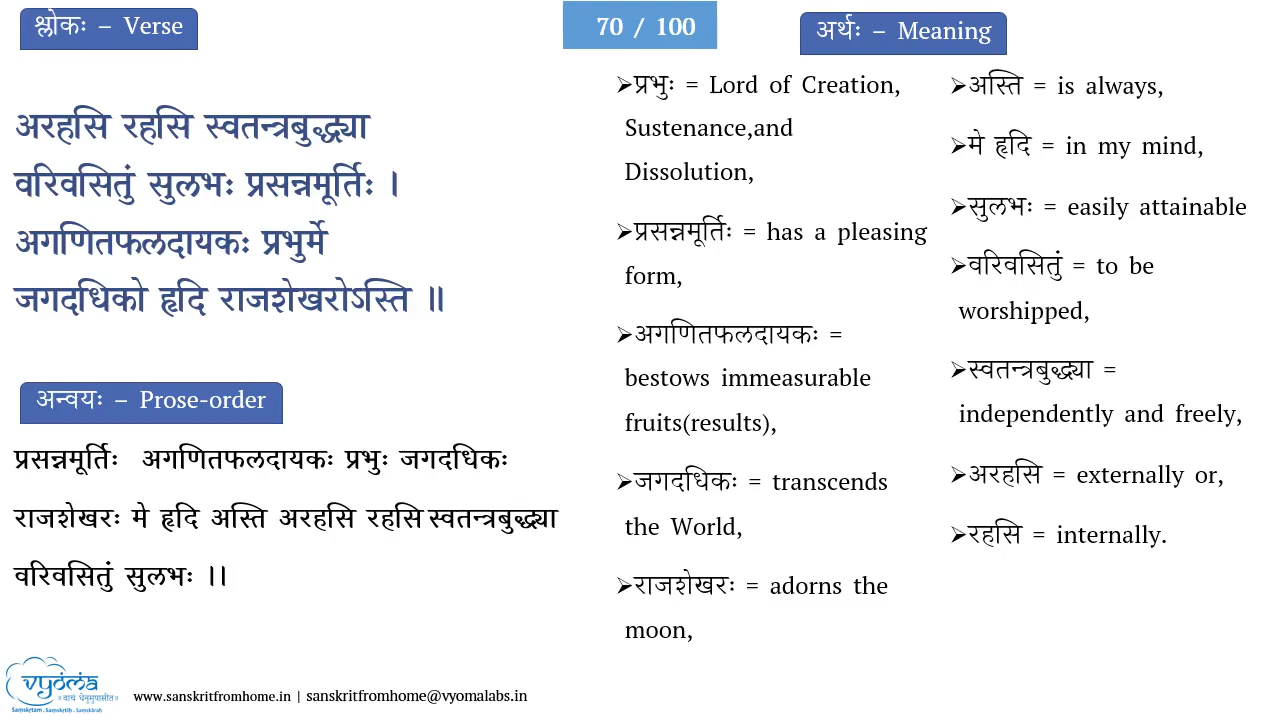 श्लोकः – Verse
70 / 100
अर्थः – Meaning
अरहसि रहसि स्वतन्त्रबुद्ध्या
वरिवसितुं सुलभः प्रसन्नमूर्तिः ।
अगणितफलदायकः प्रभुर्मे
जगदधिको हृदि राजशेखरोऽस्ति ॥
अन्वयः – Prose-order
प्रसन्नमूर्तिः अगणितफलदायकः प्रभुः जगदधिकः
राजशेखरः मे हृदि अस्ति अरहसि रहसि स्वतन्त्रबुद्ध्या
वरिवसितुं सुलभः ।।
➢प्रभुः = Lord of Creation,
Sustenance,and
Dissolution,
➢प्रसन्नमूर्तिः = has a pleasing
form,
➢अगणितफलदायकः =
bestows immeasurable
fruits(results),
➢जगदधिकः = transcends
the World,
➢राजशेखरः = adorns the
moon,
➢अस्ति = is always,
➢मे हृदि = in my mind,
➢सुलभः = easily attainable
➢वरिवसितुं = to be
worshipped,
➢स्वतन्त्रबुद्ध्या =
independently and freely,
➢अरहसि = externally or,
➢रहसि = internally.
vyoma
॥ वाचं धेनुमुपासीत॥
Samskrtam . Samskrtih . Samskarah
www.sanskritfromhome.in | sanskritfromhome@vyomalabs.in